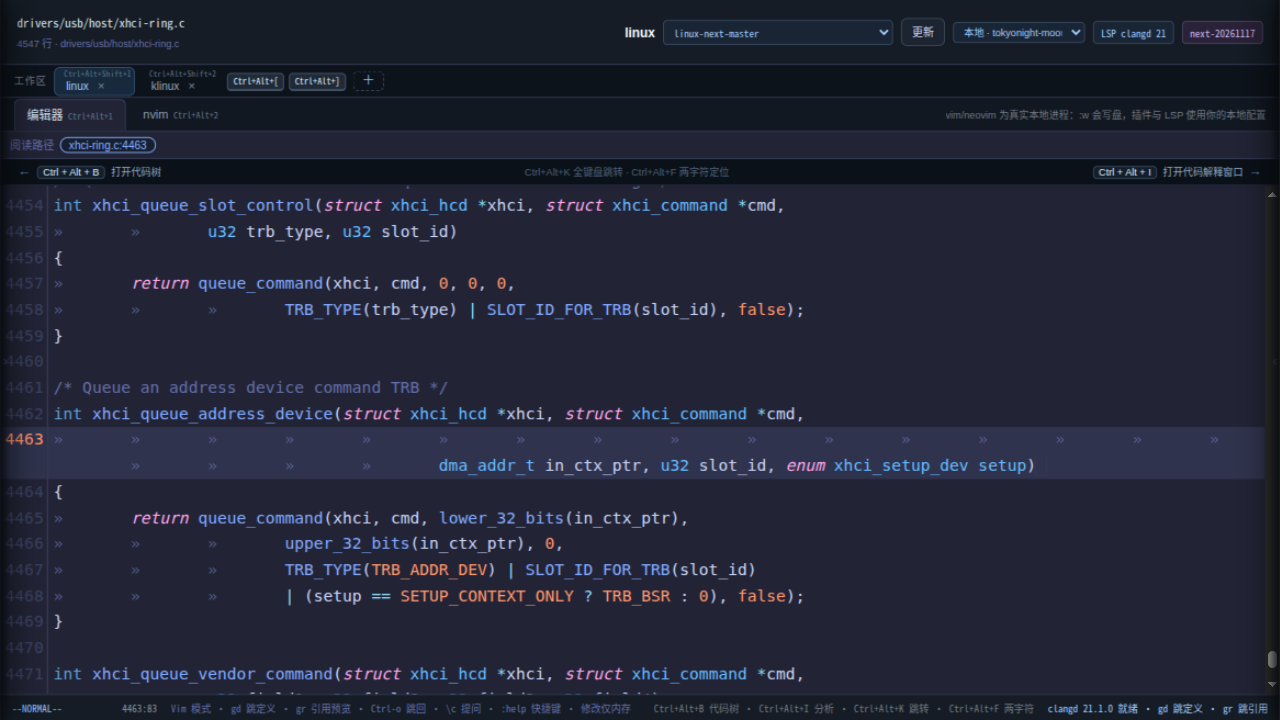 drivers/usb/host/xhci-ring.c
4547 行 · drivers/usb/host/xhci-ring.c
linux linux-next-master 更新 本地 · tokyonight-moon LSP clangd 21 next-20261117
工作区 Ctrl+Alt+Shift+1 linux × Ctrl+Alt+Shift+2 klinux × Ctrl+Alt+[ Ctrl+Alt+] +
编辑器 Ctrl+Alt+1 nvim Ctrl+Alt+2 vim/neovim 为真实本地进程：:w 会写盘，插件与 LSP 使用你的本地配置
阅读路径 xhci-ring.c:4463
← Ctrl + Alt + B 打开代码树 Ctrl+Alt+K 全键盘跳转 · Ctrl+Alt+F 两字符定位 Ctrl + Alt + I 打开代码解释窗口 →
4454 int xhci_queue_slot_control(struct xhci_hcd *xhci, struct xhci_command *cmd,
4455 » » u32 trb_type, u32 slot_id)
4456 {
4457 » return queue_command(xhci, cmd, 0, 0, 0,
4458 » » » TRB_TYPE(trb_type) | SLOT_ID_FOR_TRB(slot_id), false);
4459 }
4460
4461 /* Queue an address device command TRB */
4462 int xhci_queue_address_device(struct xhci_hcd *xhci, struct xhci_command *cmd,
4463 » » » » » » » » » » » » » » » »
» » » » dma_addr_t in_ctx_ptr, u32 slot_id, enum xhci_setup_dev setup)
4464 {
4465 » return queue_command(xhci, cmd, lower_32_bits(in_ctx_ptr),
4466 » » » upper_32_bits(in_ctx_ptr), 0,
4467 » » » TRB_TYPE(TRB_ADDR_DEV) | SLOT_ID_FOR_TRB(slot_id)
4468 » » » | (setup == SETUP_CONTEXT_ONLY ? TRB_BSR : 0), false);
4469 }
4470
4471 int xhci_queue_vendor_command(struct xhci_hcd *xhci, struct xhci_command *cmd,
--NORMAL-- 4463:83 Vim 模式 · gd 跳定义 · gr 引用预览 · Ctrl-o 跳回 · \c 提问 · :help 快捷键 · 修改仅内存 Ctrl+Alt+B 代码树 · Ctrl+Alt+I 分析 · Ctrl+Alt+K 跳转 · Ctrl+Alt+F 两字符 clangd 21.1.0 就绪 · gd 跳定义 · gr 跳引用